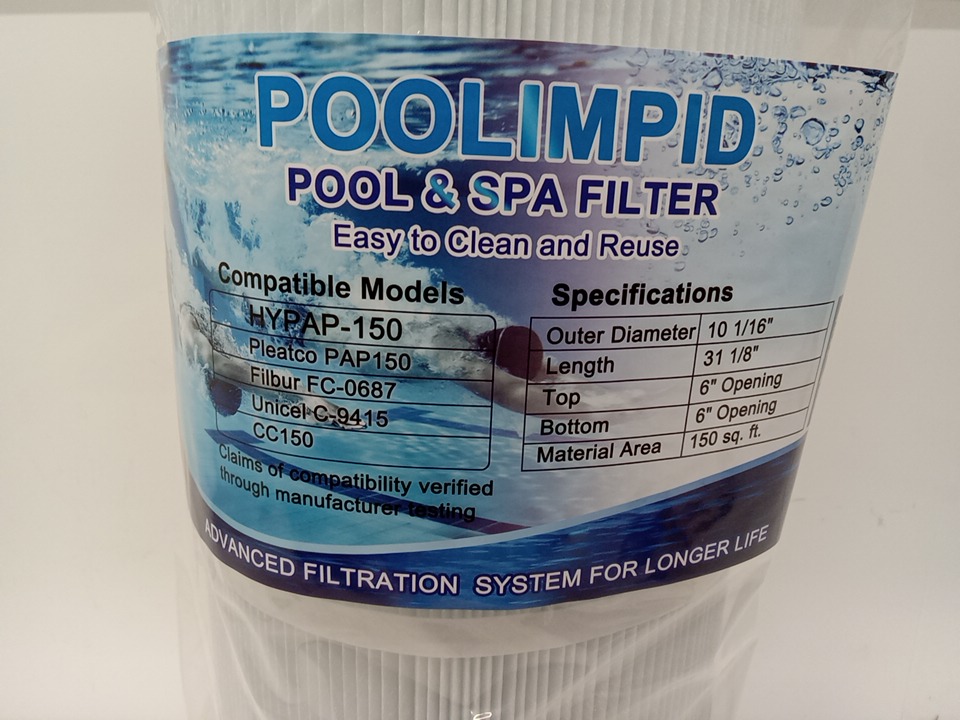 POOLIMPID
POOL & SPA FILTER
Easy to Clean and Reuse
Compatible Models
HYPAP-150
Pleatco PAP150
Filbur FC-0687
Unicel C-9415
CC150
Claims of compatibility verified
through manufacturer testing
Specifications
Outer Diameter 10 1/16"
Length 31 1/8"
Top 6" Opening
Bottom 6" Opening
Material Area 150 sq. ft.
ADVANCED FILTRATION SYSTEM FOR LONGER LIFE